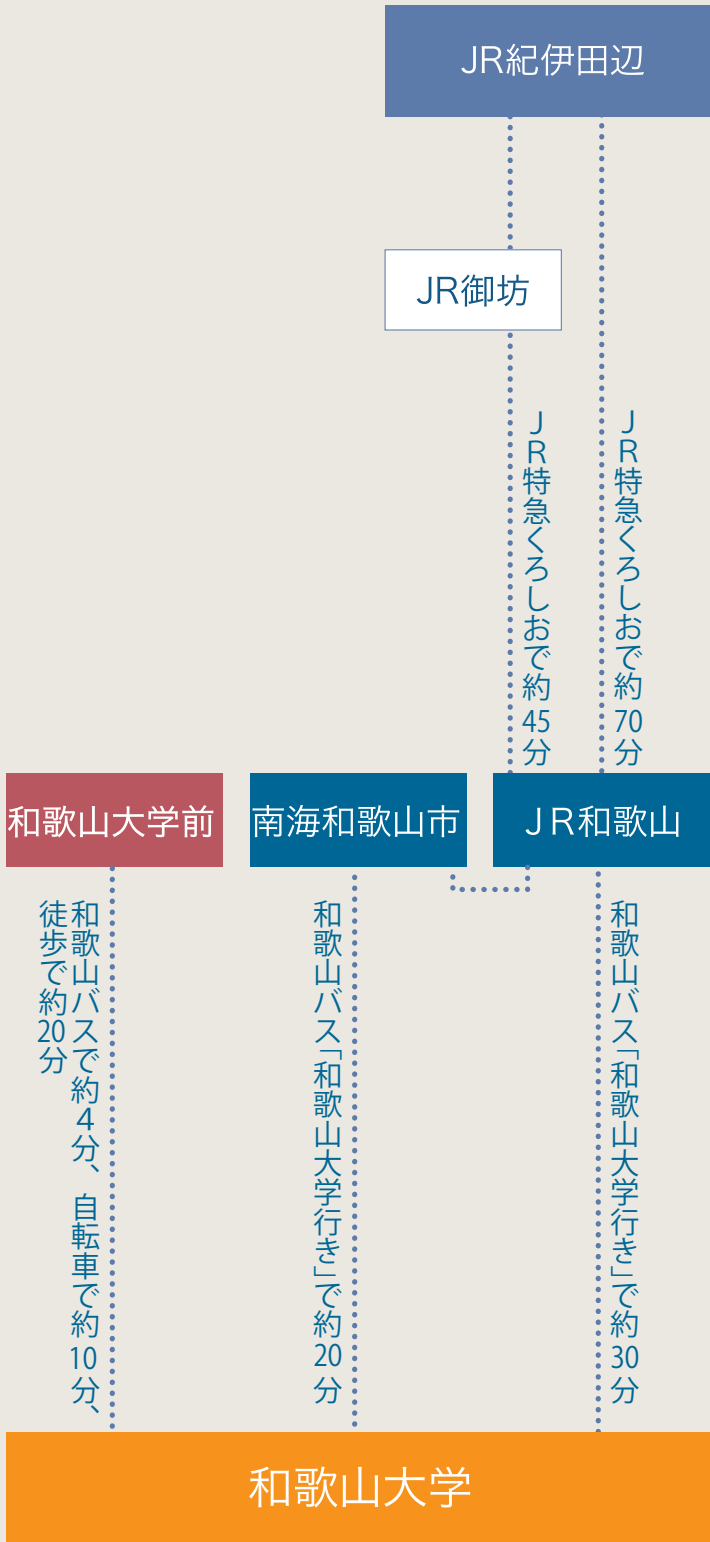 JR紀伊田辺
JR御坊
JR特急くろしおで約70分
JR特急くろしおで約45分
和歌山大学前
南海和歌山市
JR和歌山
和歌山バスで約4分、自転車で約10分、
徒歩で約20分
和歌山バス「和歌山大学行き」で約20分
和歌山バス「和歌山大学行き」で約30分
和歌山大学